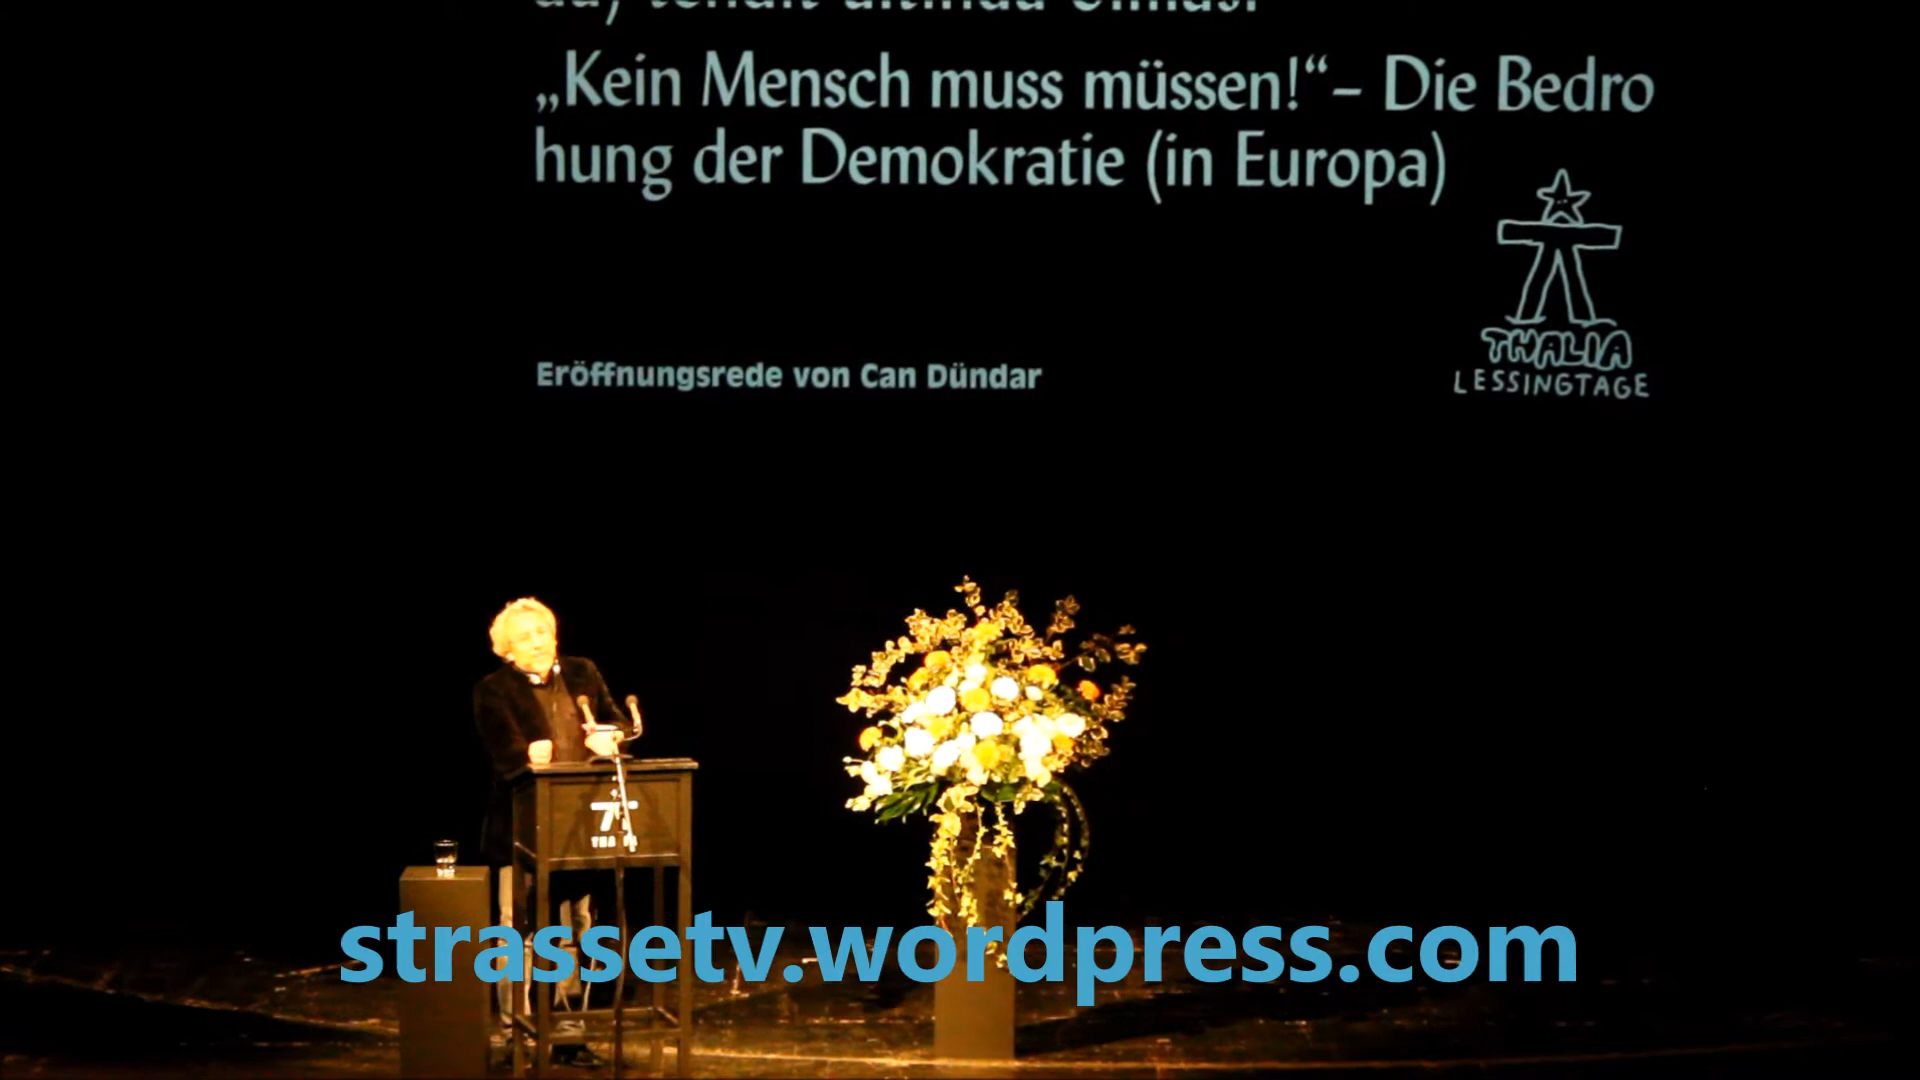 „Kein Mensch muss müssen!“ – Die Bedro
hung der Demokratie (in Europa)
THALIA
LESSINGTAGE
Eröffnungsrede von Can Dündar
strassetv.wordpress.com